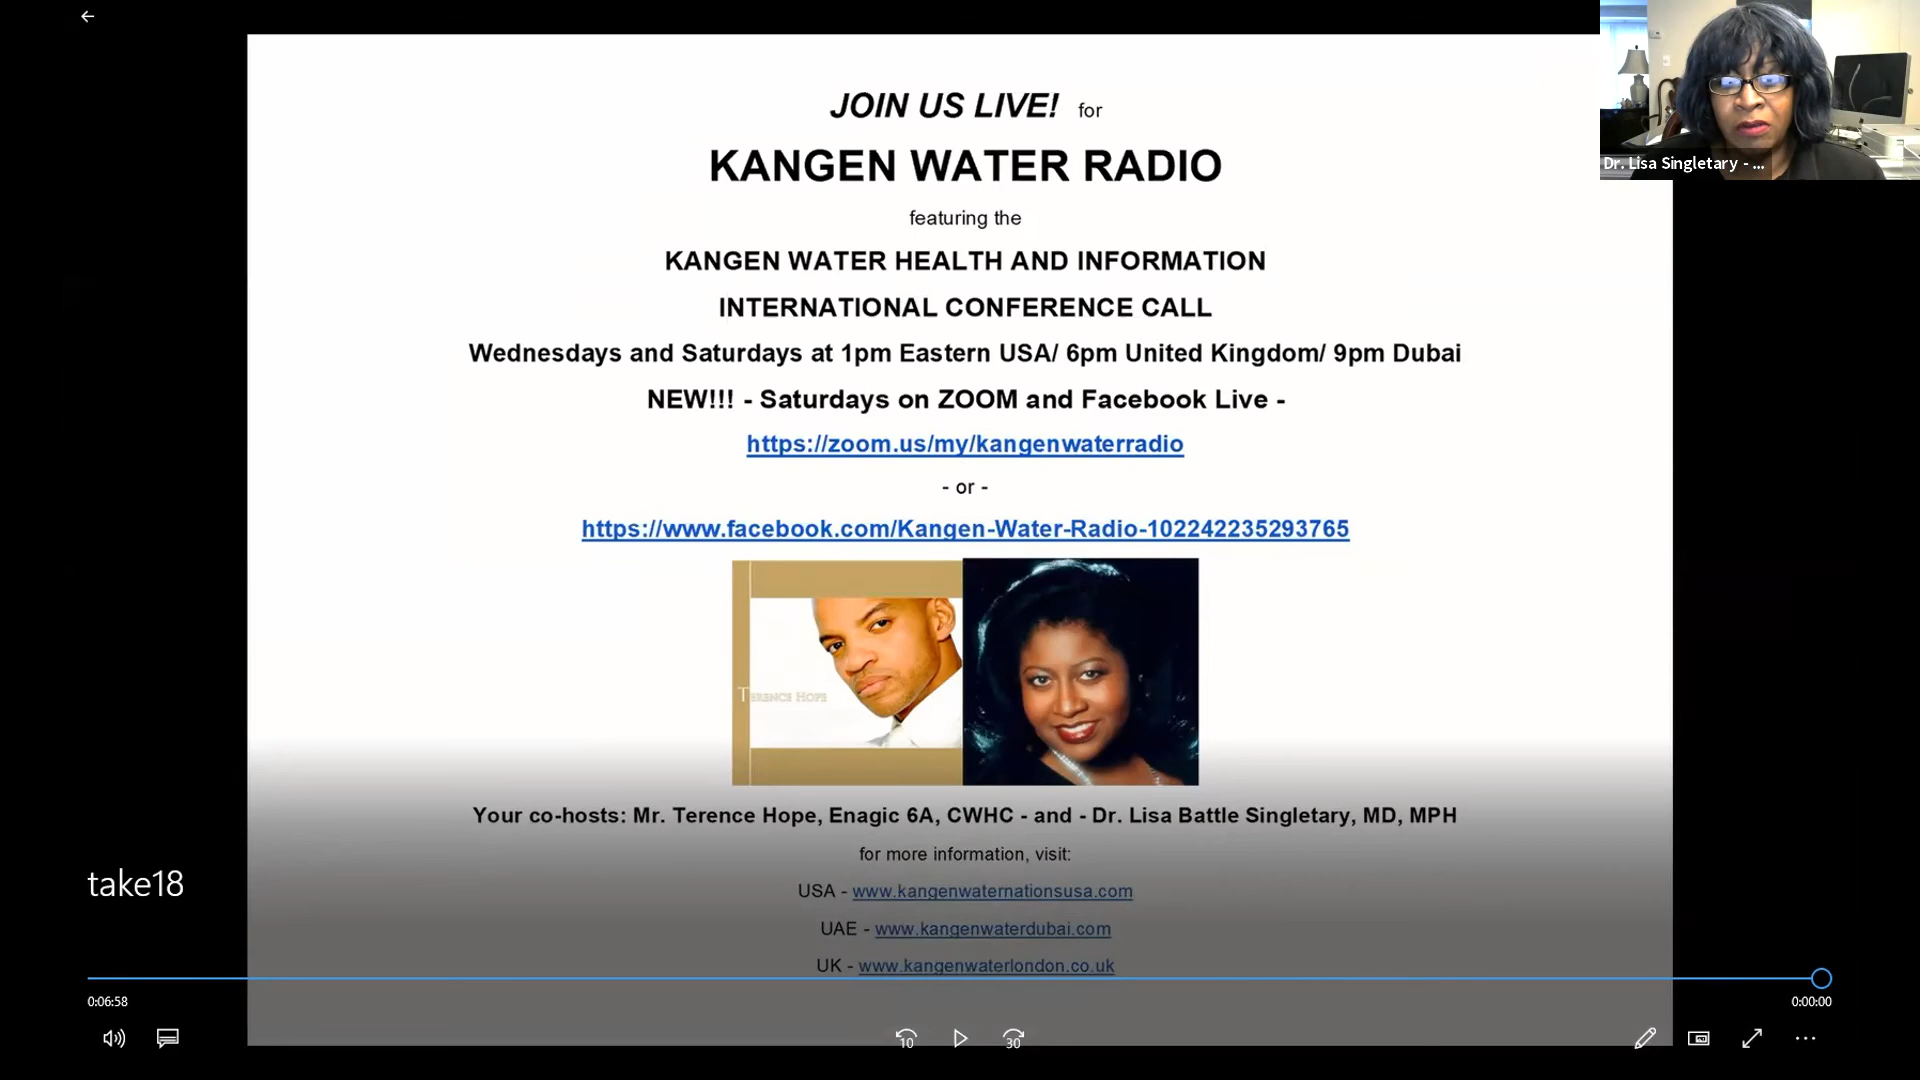 JOIN US LIVE! for
KANGEN WATER RADIO
featuring the
KANGEN WATER HEALTH AND INFORMATION
INTERNATIONAL CONFERENCE CALL
Wednesdays and Saturdays at 1pm Eastern USA/ 6pm United Kingdom/ 9pm Dubai
NEW!!! - Saturdays on ZOOM and Facebook Live -
https://zoom.us/my/kangenwaterradio
- or -
https://www.facebook.com/Kangen-Water-Radio-102242235293765
TERENCE HOPE
Your co-hosts: Mr. Terence Hope, Enagic 6A, CWHC - and - Dr. Lisa Battle Singletary, MD, MPH
for more information, visit:
USA - www.kangenwaternationsusa.com
UAE - www.kangenwaterdubai.com
UK - www.kangenwaterlondon.co.uk
Dr. Lisa Singletary - ...
take18
0:06:58
0:00:00
10
30